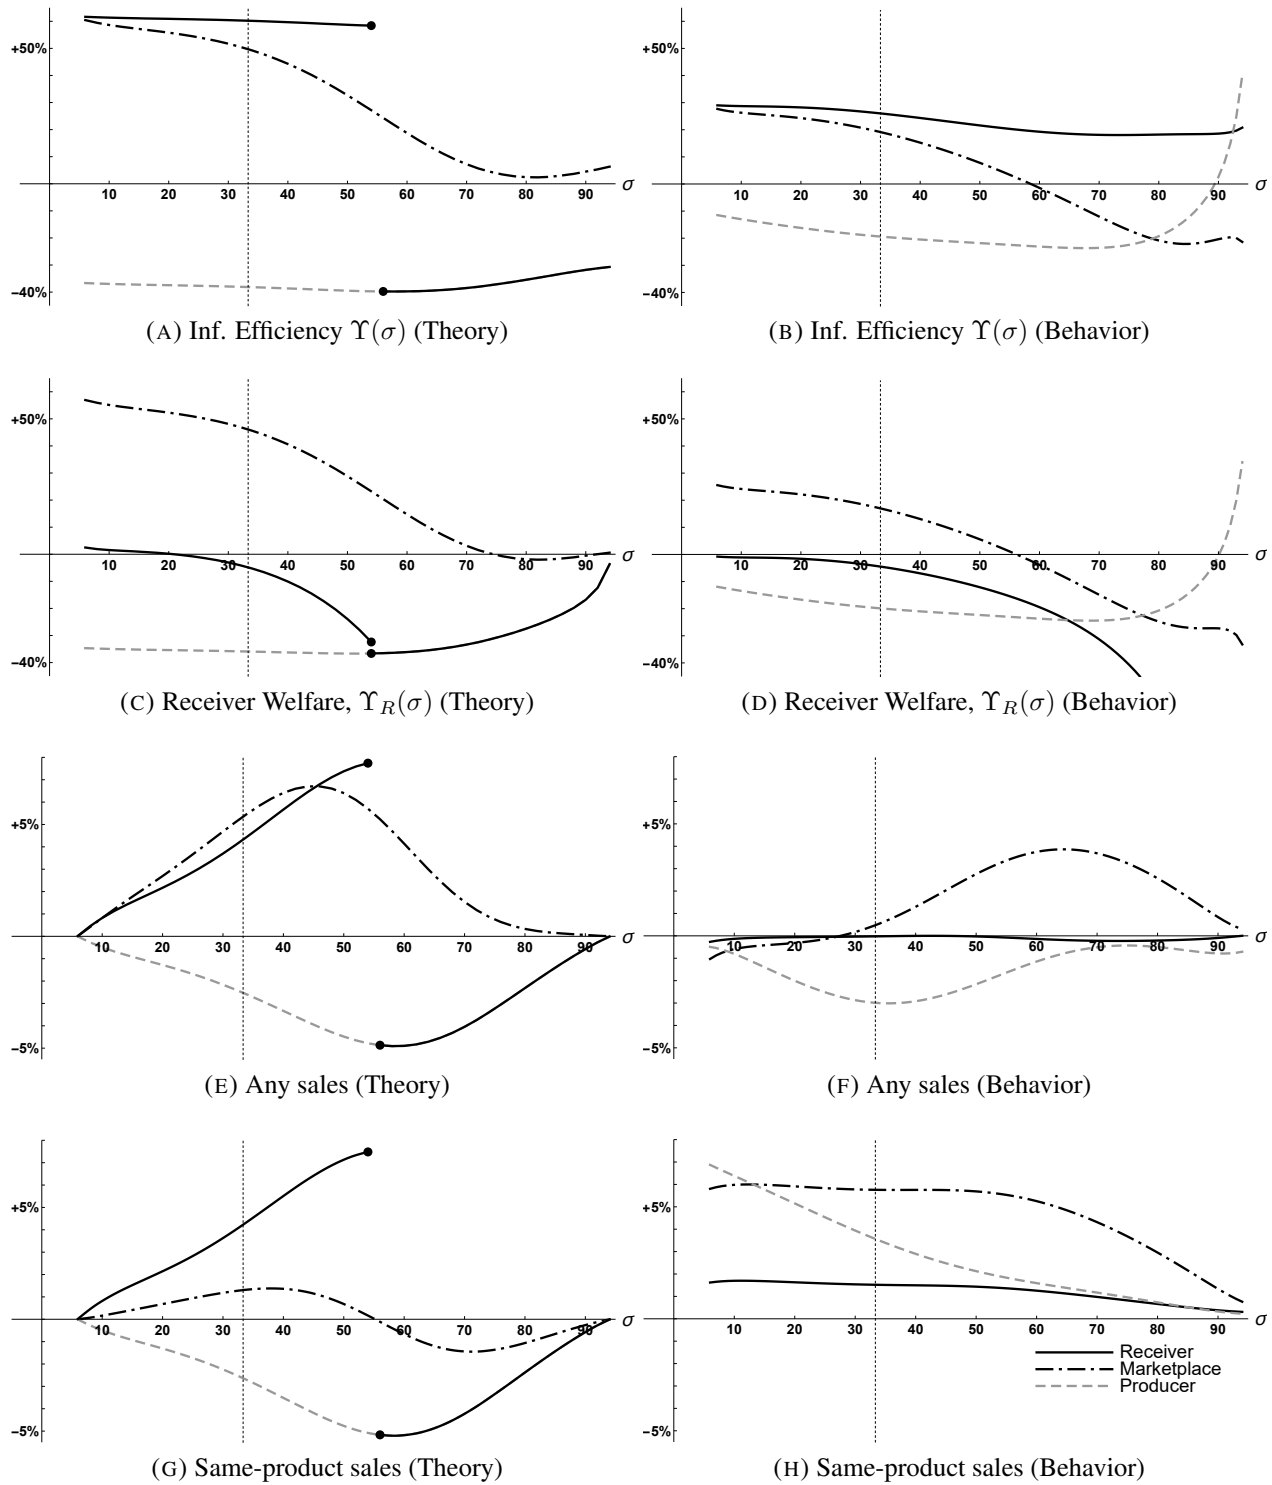 +50%
−40%
10 20 30 40 50 60 70 80 90 σ
(A) Inf. Efficiency ϒ(σ) (Theory)
+50%
−40%
10 20 30 40 50 60 70 80 90 σ
(B) Inf. Efficiency ϒ(σ) (Behavior)
+50%
−40%
10 20 30 40 50 60 70 80 90 σ
(C) Receiver Welfare, ϒR(σ) (Theory)
+50%
−40%
10 20 30 40 50 60 70 80 90 σ
(D) Receiver Welfare, ϒR(σ) (Behavior)
+5%
−5%
10 20 30 40 50 60 70 80 90 σ
(E) Any sales (Theory)
+5%
−5%
10 20 30 40 50 60 70 80 90 σ
(F) Any sales (Behavior)
+5%
−5%
10 20 30 40 50 60 70 80 90 σ
(G) Same-product sales (Theory)
+5%
−5%
10 20 30 40 50 60 70 80 90 σ
Receiver
Marketplace
Producer
(H) Same-product sales (Behavior)